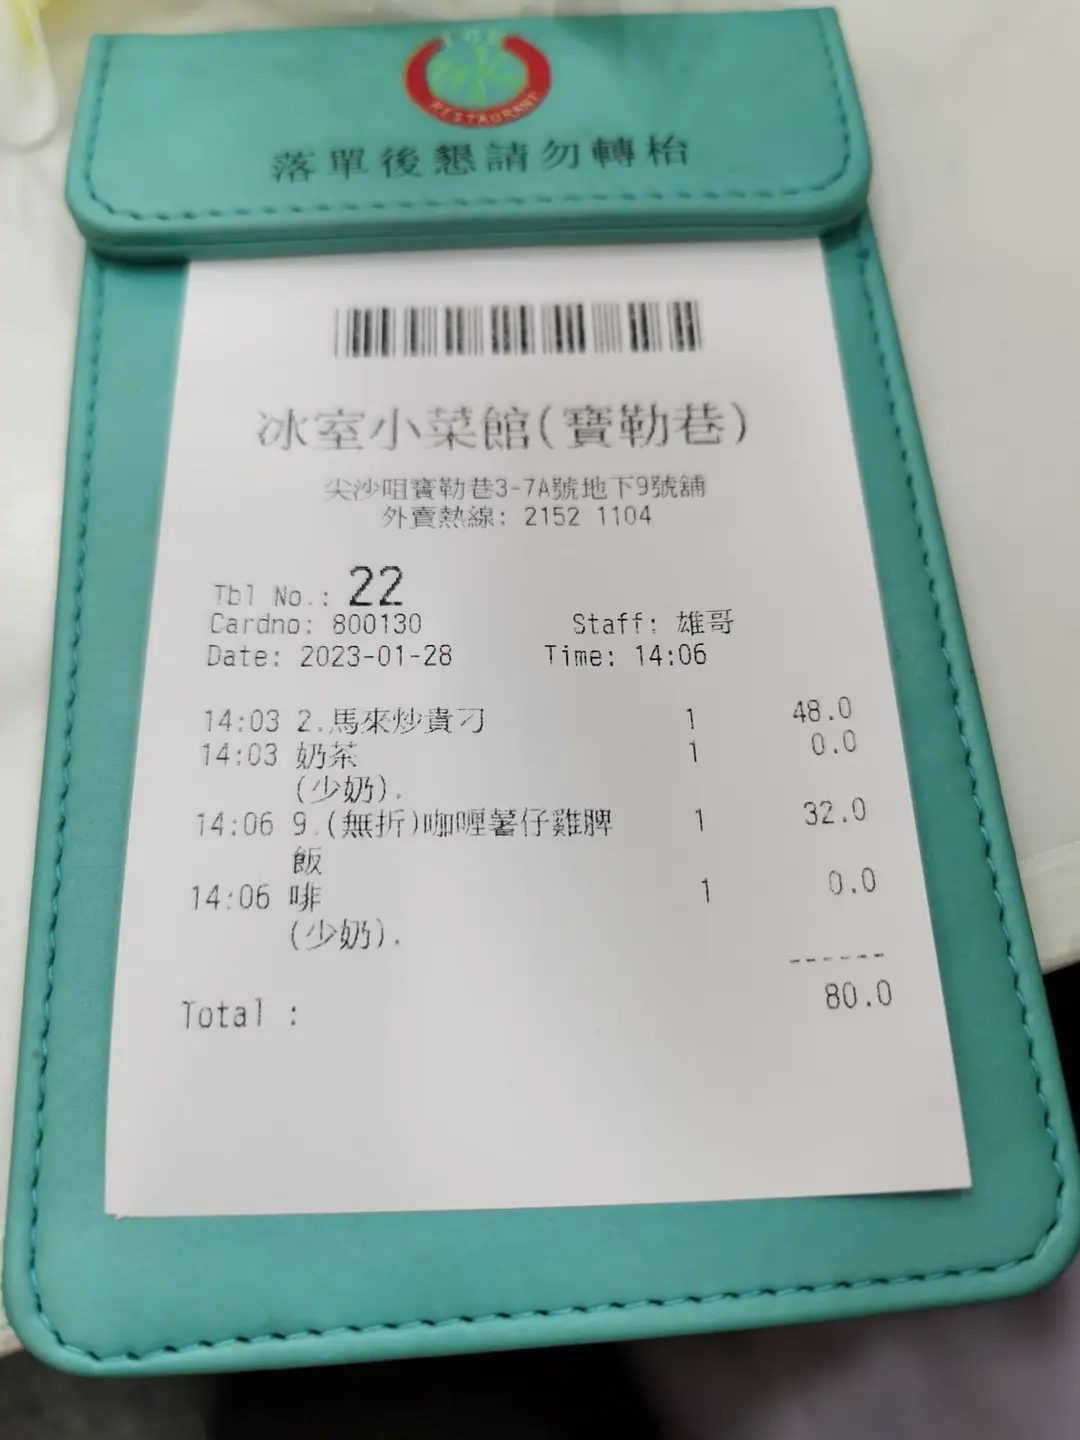 冰
RESTAURANT
落單後懇請勿轉枱
冰室小菜館(寶勒巷)
尖沙咀寶勒巷3-7A號地下9號舖
外賣熱線: 2152 1104
Tbl No.: 22
Cardno: 800130 Staff: 雄哥
Date: 2023-01-28 Time: 14:06
14:03 2.馬來炒貴刁 1 48.0
14:03 奶茶 1 0.0
(少奶).
14:06 9.(無折)咖喱薯仔雞脾 1 32.0
飯
14:06 啡 1 0.0
(少奶).
------
Total : 80.0